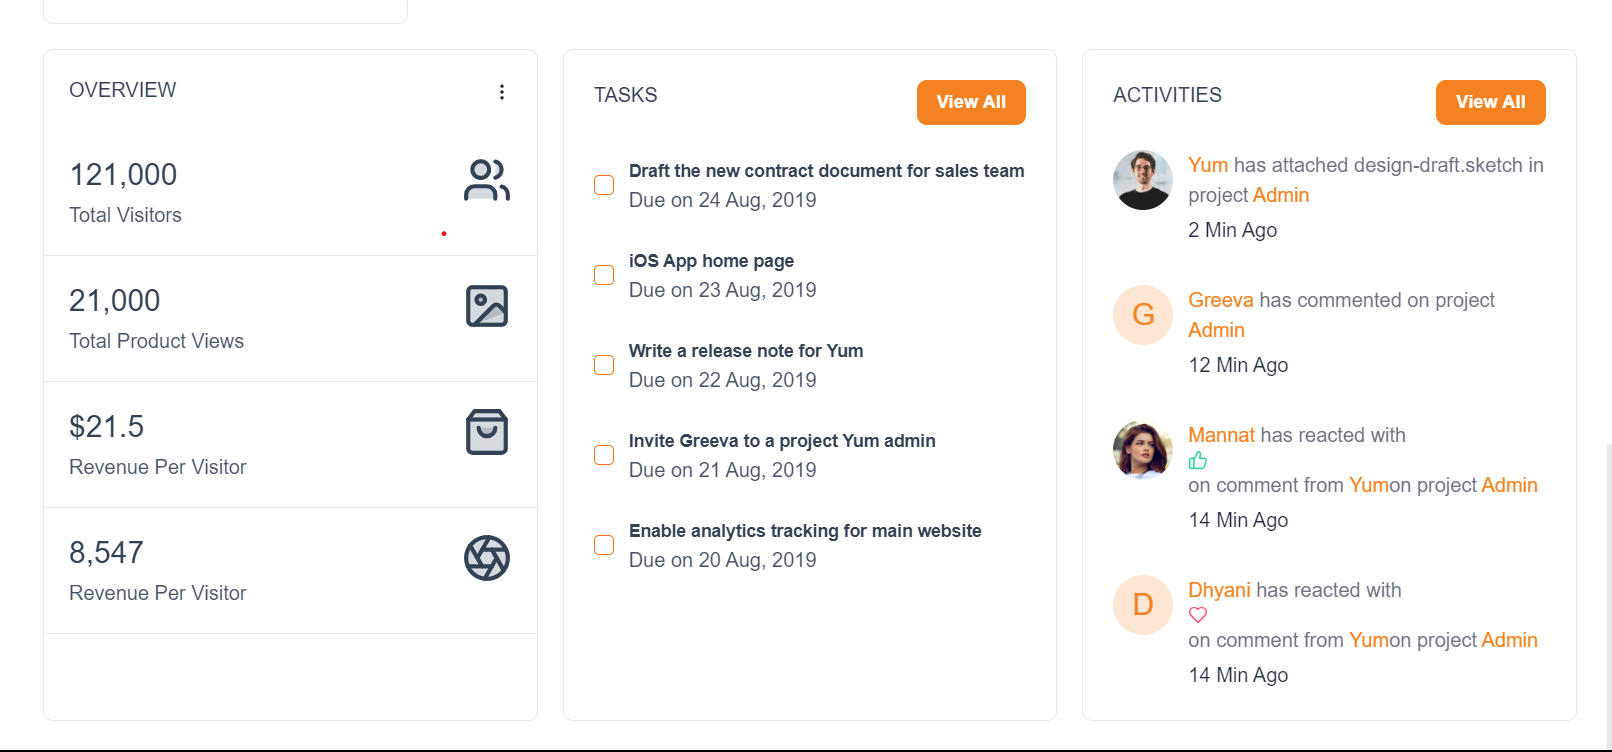 OVERVIEW
121,000
Total Visitors
21,000
Total Product Views
$21.5
Revenue Per Visitor
8,547
Revenue Per Visitor
TASKS
View All
Draft the new contract document for sales team
Due on 24 Aug, 2019
iOS App home page
Due on 23 Aug, 2019
Write a release note for Yum
Due on 22 Aug, 2019
Invite Greeva to a project Yum admin
Due on 21 Aug, 2019
Enable analytics tracking for main website
Due on 20 Aug, 2019
ACTIVITIES
View All
Yum has attached design-draft.sketch in
project Admin
2 Min Ago
G
Greeva has commented on project
Admin
12 Min Ago
Mannat has reacted with
on comment from Yumon project Admin
14 Min Ago
D
Dhyani has reacted with
on comment from Yumon project Admin
14 Min Ago